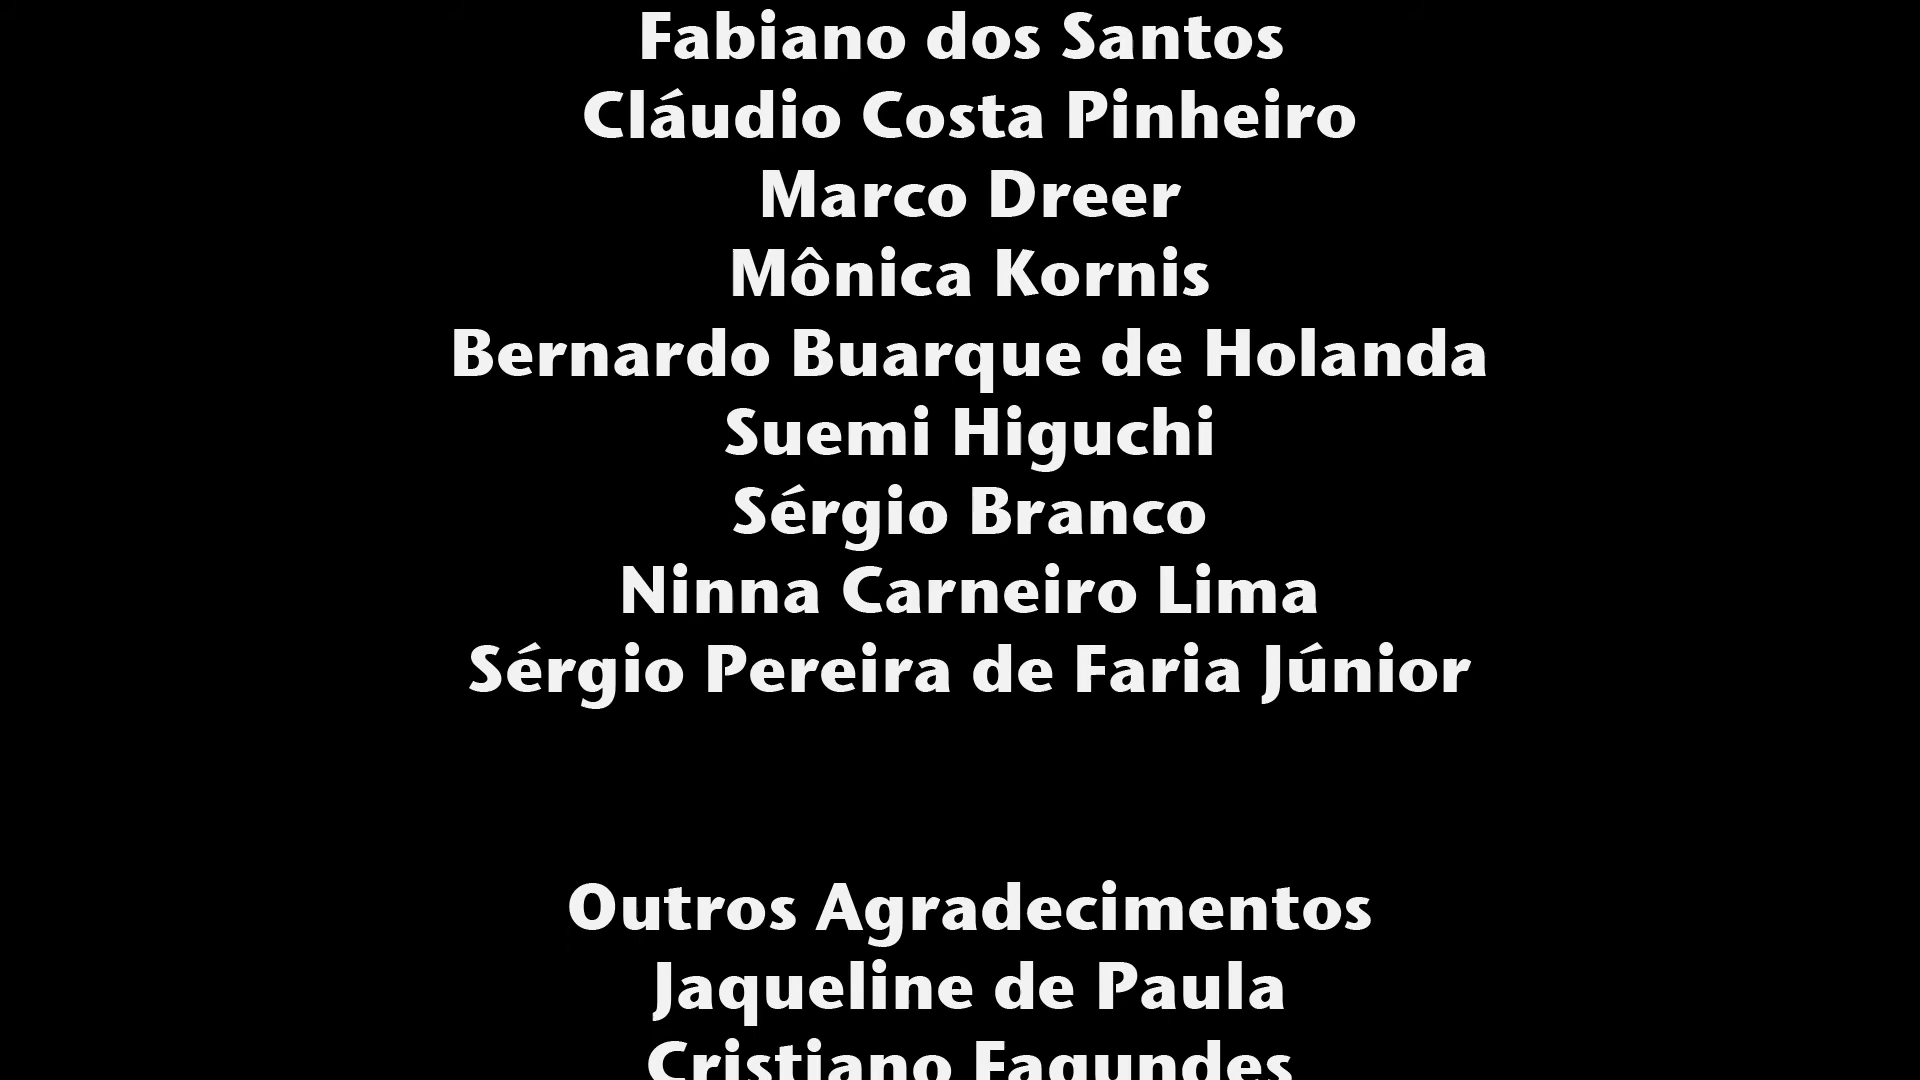 Fabiano dos Santos
Cláudio Costa Pinheiro
Marco Dreer
Mônica Kornis
Bernardo Buarque de Holanda
Suemi Higuchi
Sérgio Branco
Ninna Carneiro Lima
Sérgio Pereira de Faria Júnior
Outros Agradecimentos
Jaqueline de Paula
Cristiano Fagundes